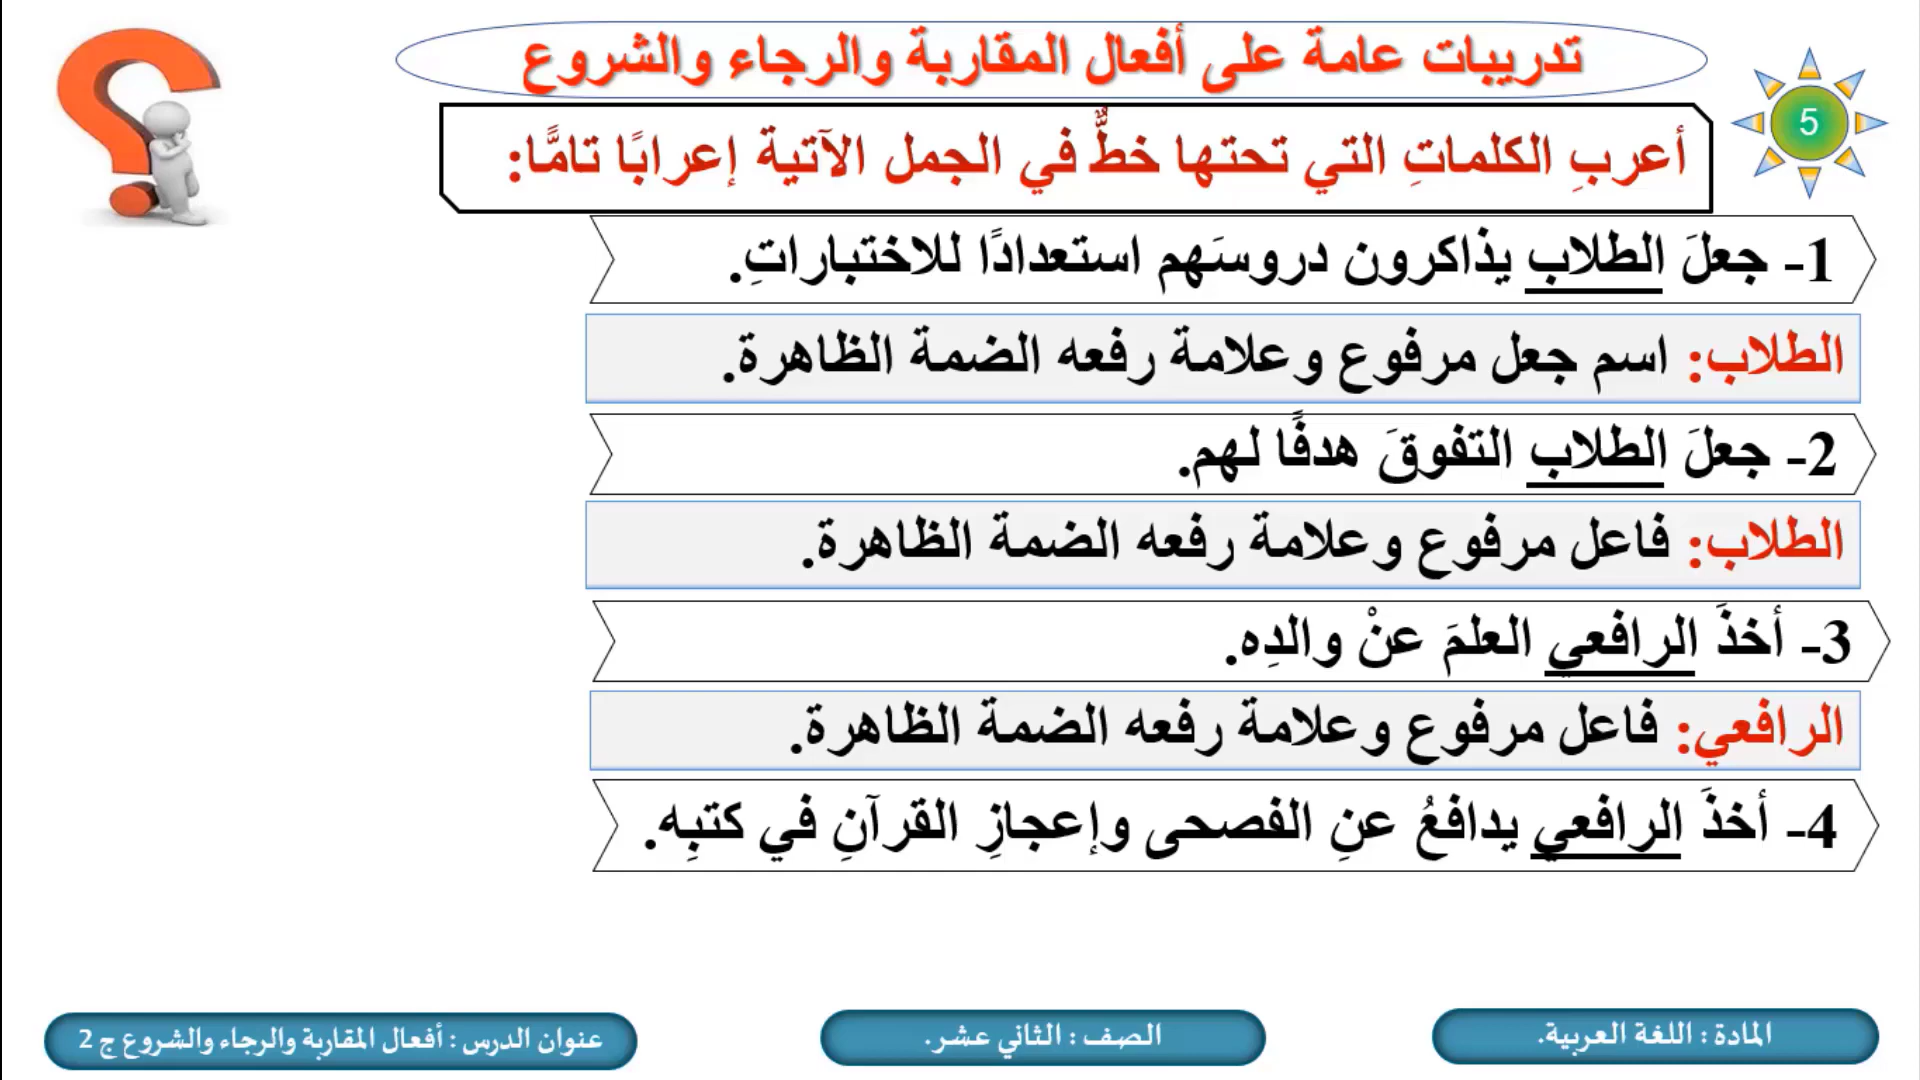 تدريبات عامة على أفعال المقاربة والرجاء والشروع
5
أعربِ الكلماتِ التي تحتها خطٌّ في الجمل الآتية إعرابًا تامًّا:
1- جعلَ الطلاب يذاكرون دروسَهم استعدادًا للاختباراتِ.
الطلاب: اسم جعل مرفوع وعلامة رفعه الضمة الظاهرة.
2- جعلَ الطلاب التفوقَ هدفًا لهم.
الطلاب: فاعل مرفوع وعلامة رفعه الضمة الظاهرة.
3- أخذَ الرافعي العلمَ عنْ والدِه.
الرافعي: فاعل مرفوع وعلامة رفعه الضمة الظاهرة.
4- أخذَ الرافعي يدافعُ عنِ الفصحى وإعجازِ القرآنِ في كتبِه.
المادة : اللغة العربية.
الصف : الثاني عشر.
عنوان الدرس : أفعال المقاربة والرجاء والشروع ج 2